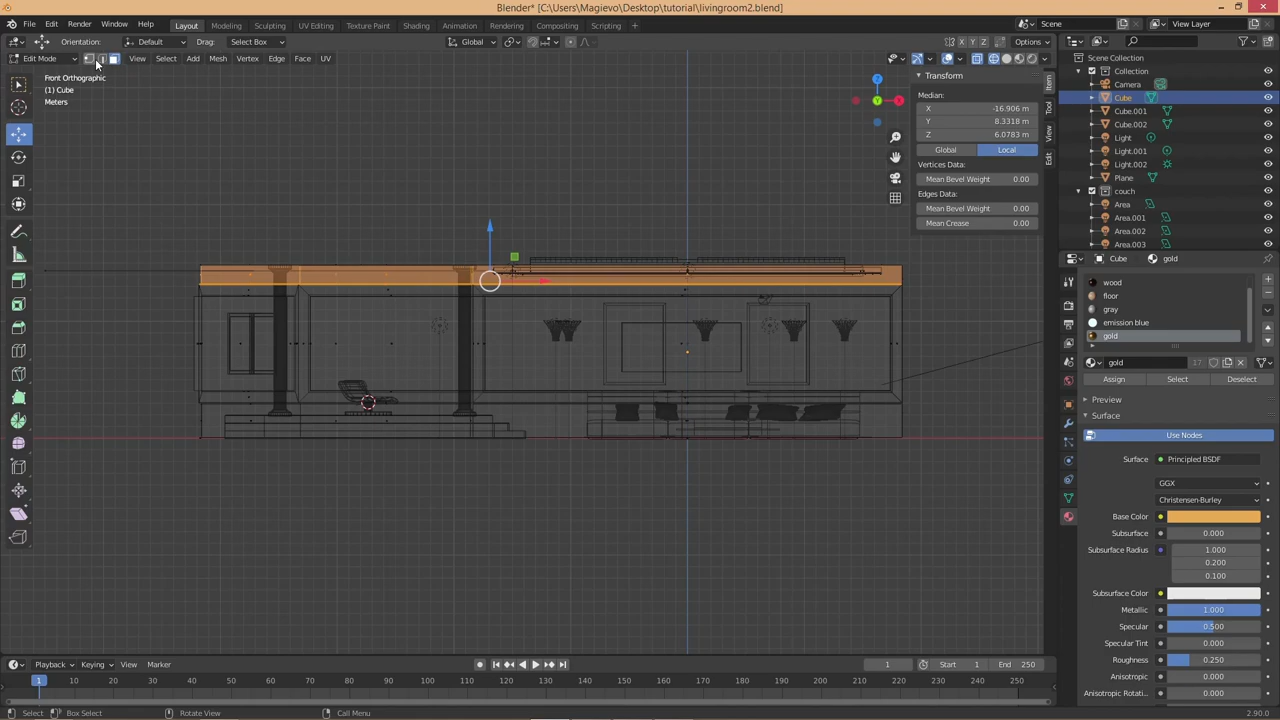 Blender* [C:\Users\Magievo\Desktop\tutorial\livingroom2.blend]
File Edit Render Window Help Layout Modeling Sculpting UV Editing Texture Paint Shading Animation Rendering Compositing Scripting Scene View Layer
Orientation: Default Drag: Select Box Global X Y Z Options
Edit Mode View Select Add Mesh Vertex Edge Face UV
Front Orthographic
(1) Cube
Meters
Transform
Median:
X -16.906 m
Y 8.3318 m
Z 6.0783 m
Global Local
Vertices Data:
Mean Bevel Weight 0.00
Edges Data:
Mean Bevel Weight 0.00
Mean Crease 0.00
Item
Tool
View
Edit
Z
Scene Collection
Collection
Camera
Cube
Cube.001
Cube.002
Light
Light.001
Light.002
Plane
couch
Area
Area.001
Area.002
Area.003
Cube gold
wood
floor
gray
emission blue
gold
gold 17
Assign Select Deselect
Preview
Surface
Use Nodes
Surface Principled BSDF
GGX
Christensen-Burley
Base Color
Subsurface 0.000
Subsurface Radius 1.000
0.200
0.100
Subsurface Color
Metallic 1.000
Specular 0.500
Specular Tint 0.000
Roughness 0.250
Anisotropic 0.000
Anisotropic Rotati... 0.000
Playback Keying View Marker 1 Start 1 End 250
1 10 20 30 40 50 60 70 80 90 100 110 120 130 140 150 160 170 180 190 200 210 220 230 240 250
Select Box Select Rotate View Call Menu 2.90.0